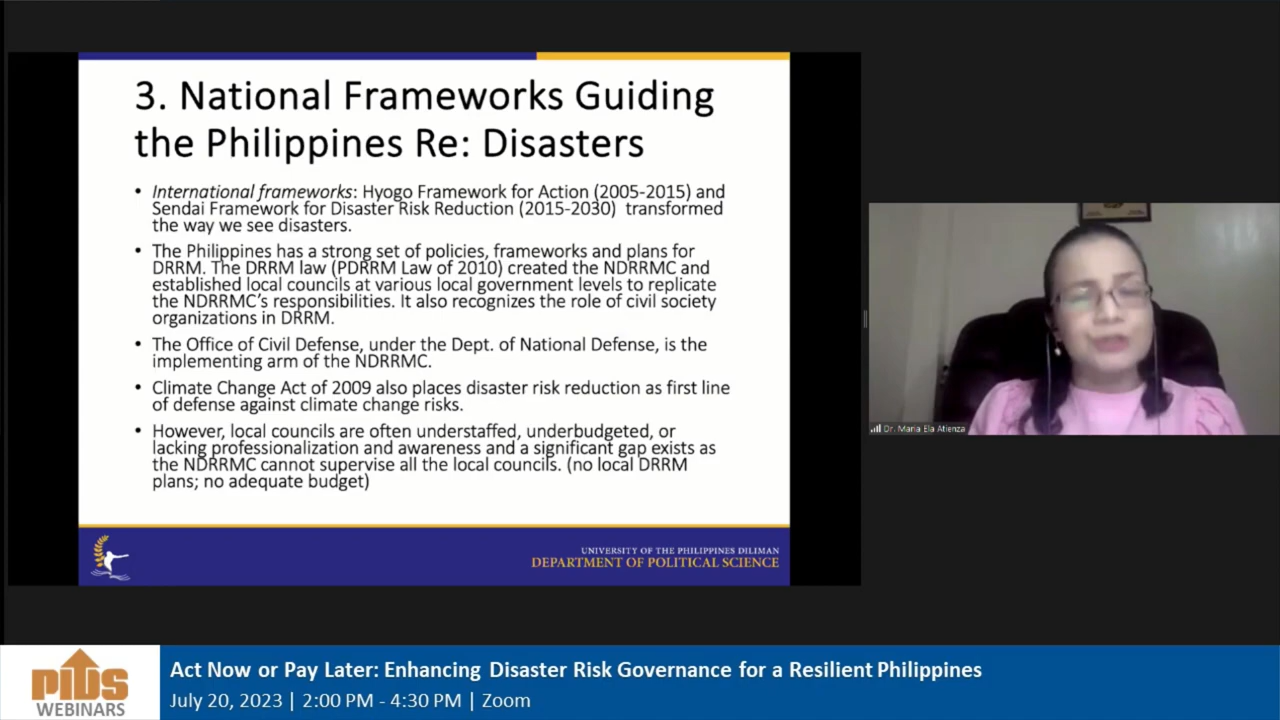 3. National Frameworks Guiding
the Philippines Re: Disasters
• International frameworks: Hyogo Framework for Action (2005-2015) and
Sendai Framework for Disaster Risk Reduction (2015-2030) transformed
the way we see disasters.
• The Philippines has a strong set of policies, frameworks and plans for
DRRM. The DRRM law (PDRRM Law of 2010) created the NDRRMC and
established local councils at various local government levels to replicate
the NDRRMC's responsibilities. It also recognizes the role of civil society
organizations in DRRM.
• The Office of Civil Defense, under the Dept. of National Defense, is the
implementing arm of the NDRRMC.
• Climate Change Act of 2009 also places disaster risk reduction as first line
of defense against climate change risks.
• However, local councils are often understaffed, underbudgeted, or
lacking professionalization and awareness and a significant gap exists as
the NDRRMC cannot supervise all the local councils. (no local DRRM
plans; no adequate budget)
UNIVERSITY OF THE PHILIPPINES DILIMAN
DEPARTMENT OF POLITICAL SCIENCE
Dr. Maria Ela Atienza
pids
WEBINARS
Act Now or Pay Later: Enhancing Disaster Risk Governance for a Resilient Philippines
July 20, 2023 | 2:00 PM - 4:30 PM | Zoom